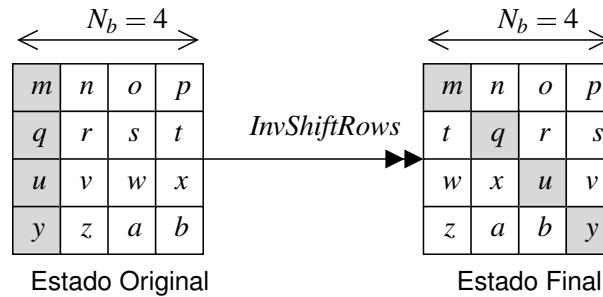 N_b = 4 N_b = 4
m n o p m n o p
q r s t InvShiftRows t q r s
u v w x w x u v
y z a b z a b y
Estado Original Estado Final